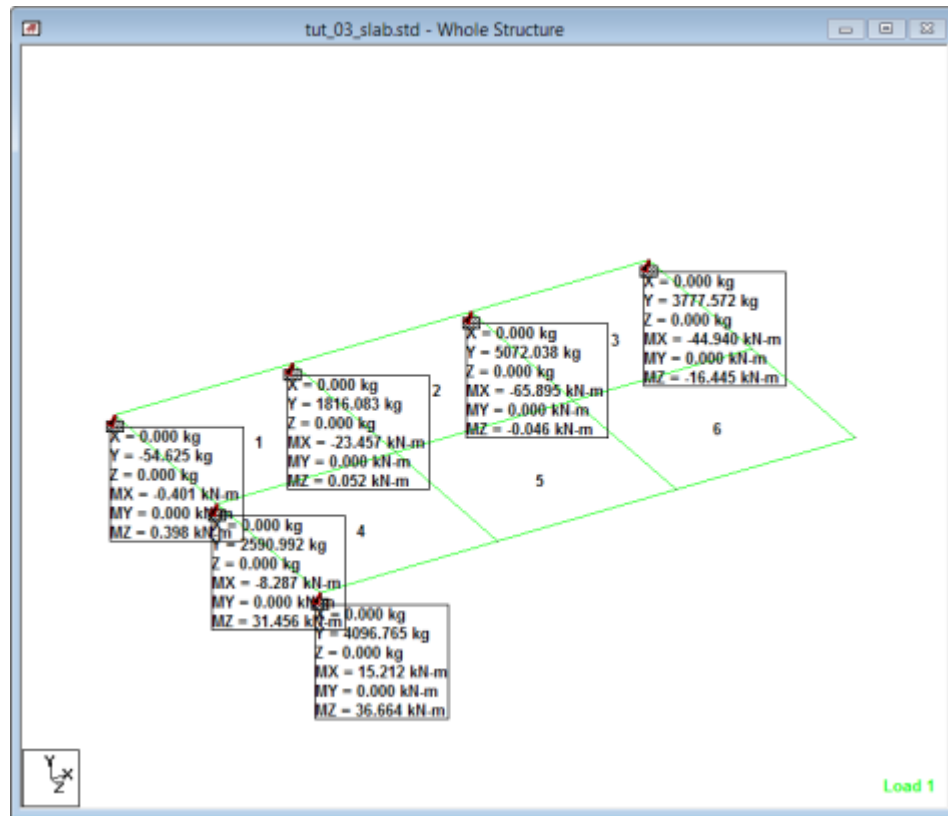 tut_03_slab.std - Whole Structure
X = 0.000 kg
Y = 3777.572 kg
Z = 0.000 kg
MX = -44.940 kN-m
MY = 0.000 kN-m
MZ = -16.445 kN-m
3
X = 0.000 kg
Y = 5072.038 kg
Z = 0.000 kg
MX = -65.895 kN-m
MY = 0.000 kN-m
MZ = -0.046 kN-m
2
X = 0.000 kg
Y = 1816.083 kg
Z = 0.000 kg
MX = -23.457 kN-m
MY = 0.000 kN-m
MZ = 0.052 kN-m
1
X = 0.000 kg
Y = -54.625 kg
Z = 0.000 kg
MX = -0.401 kN-m
MY = 0.000 kN-m
MZ = 0.398 kN-m
6
5
4
X = 0.000 kg
Y = 2590.992 kg
Z = 0.000 kg
MX = -8.287 kN-m
MY = 0.000 kN-m
MZ = 31.456 kN-m
X = 0.000 kg
Y = 4096.765 kg
Z = 0.000 kg
MX = 15.212 kN-m
MY = 0.000 kN-m
MZ = 36.664 kN-m
Y
X
Z
Load 1